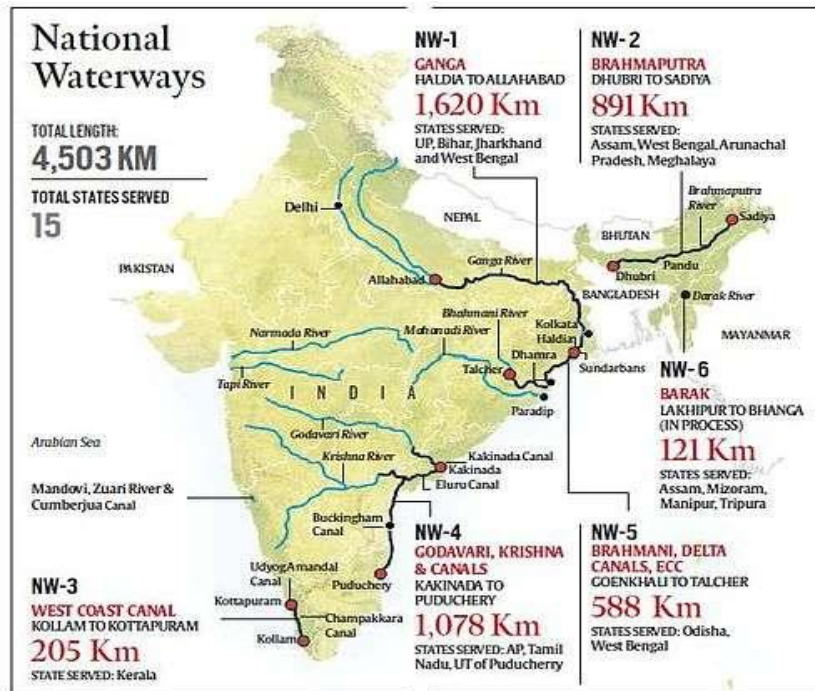 National
Waterways
TOTAL LENGTH:
4,503 KM
TOTAL STATES SERVED
15
NW-1
GANGA
HALDIA TO ALLAHABAD
1,620 Km
STATES SERVED:
UP, Bihar, Jharkhand
and West Bengal
NW-2
BRAHMAPUTRA
DHUBRI TO SADIYA
891 Km
STATES SERVED:
Assam, West Bengal, Arunachal
Pradesh, Meghalaya
Brahmaputra
River
Sadiya
Delhi
NEPAL
BHUTAN
PAKISTAN
Ganga River
Pandu
Dhubri
Allahabad
BANGLADESH
Darak River
Bhahmani River
Narmada River
Mahanadi River
Kolkata
Haldia
MAYANMAR
Dhamra
Talcher
Sundarbans
Tapi River
INDIA
Paradip
NW-6
BARAK
LAKHIPUR TO BHANGA
(IN PROCESS)
121 Km
STATES SERVED:
Assam, Mizoram,
Manipur, Tripura
Godavari River
Arabian Sea
Krishna River
Kakinada Canal
Kakinada
Eluru Canal
Mandovi, Zuari River &
Cumberjua Canal
Buckingham
Canal
NW-4
GODAVARI, KRISHNA
& CANALS
KAKINADA TO
PUDUCHERY
1,078 Km
STATES SERVED: AP, Tamil
Nadu, UT of Puducherry
NW-5
BRAHMANI, DELTA
CANALS, ECC
GOENKHALI TO TALCHER
588 Km
STATES SERVED: Odisha,
West Bengal
UdyogAmandal
Canal
Puduchery
NW-3
WEST COAST CANAL
KOLLAM TO KOTTAPURAM
205 Km
STATE SERVED: Kerala
Kottapuram
Champakkara
Canal
Kollam